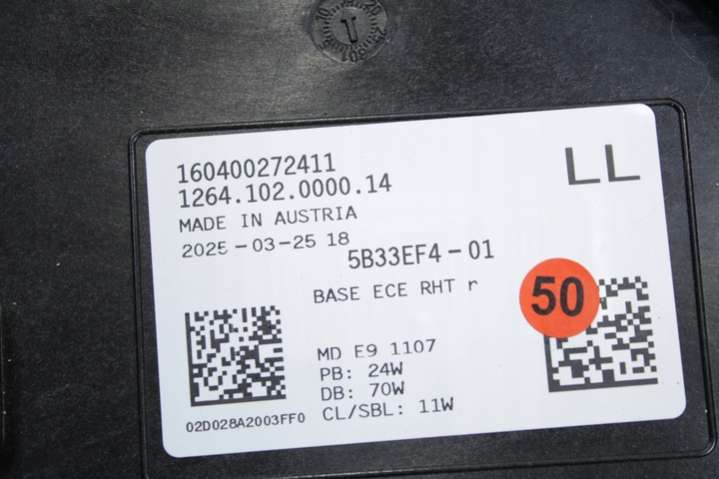 160400272411
1264.102.0000.14
MADE IN AUSTRIA
2025-03-25 18
LL
5B33EF4-01
BASE ECE RHT r
50
MD E9 1107
PB: 24W
DB: 70W
CL/SBL: 11W
02D028A2003FF0